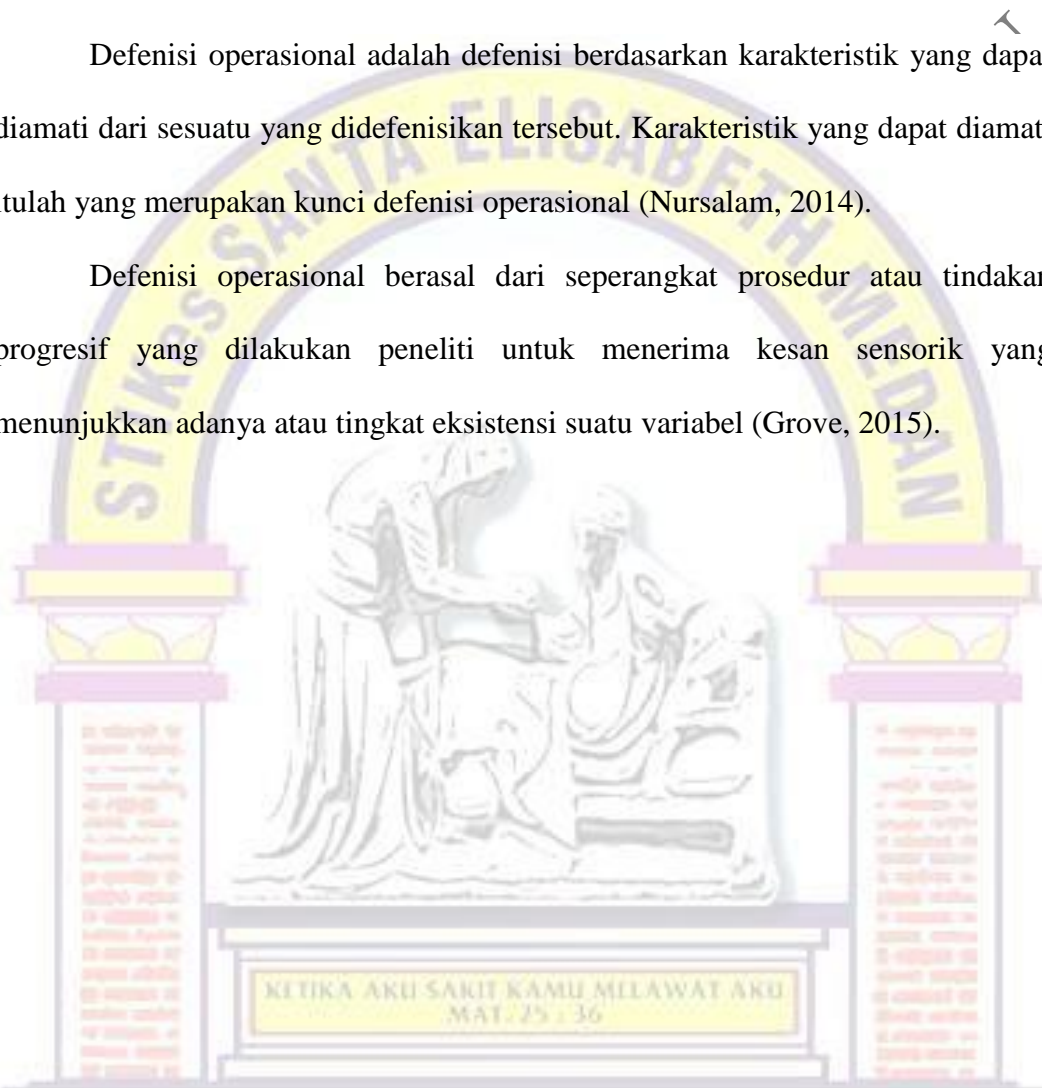 Defenisi operasional adalah defenisi berdasarkan karakteristik yang dapa
diamati dari sesuatu yang didefenisikan tersebut. Karakteristik yang dapat diamat
itulah yang merupakan kunci defenisi operasional (Nursalam, 2014).
Defenisi operasional berasal dari seperangkat prosedur atau tindakan
progresif yang dilakukan peneliti untuk menerima kesan sensorik yang
menunjukkan adanya atau tingkat eksistensi suatu variabel (Grove, 2015).
STIKes SANTA ELISABETH MEDAN
KETIKA AKU SAKIT KAMU MELAWAT AKU
MAT. 25 : 36